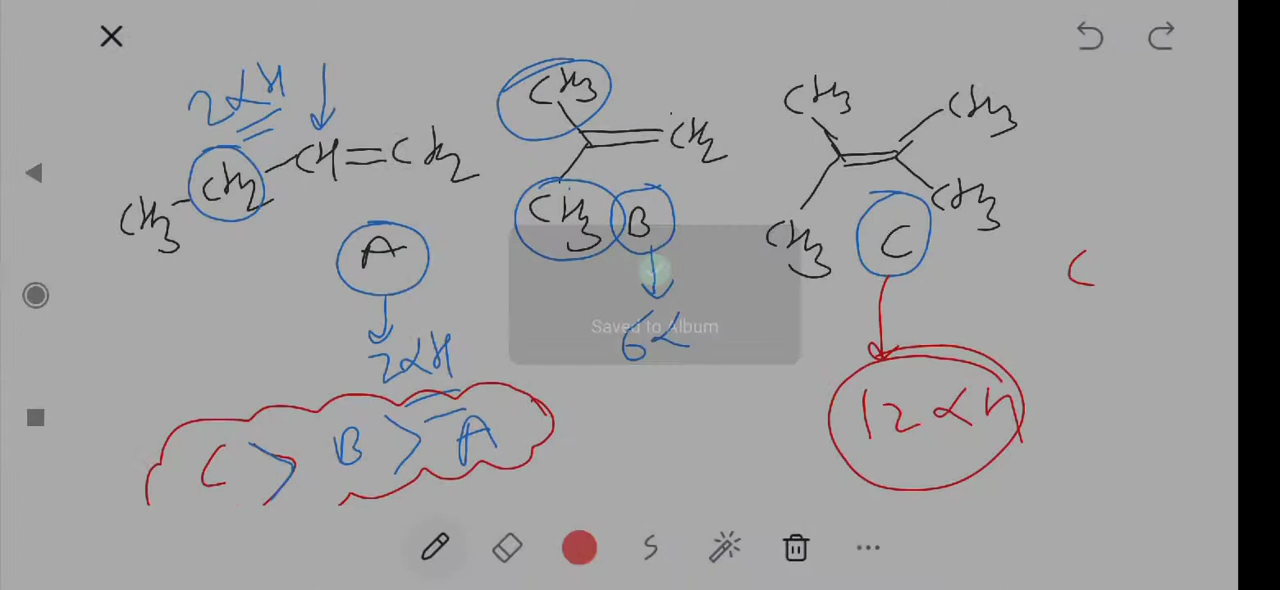 2αH
CH3-CH2-CH=CH2
CH3
CH3
=CH2
CH3
CH3
CH3
CH3
A
B
C
C
2αH
6α
12αH
C > B > A
Saved to Album
S